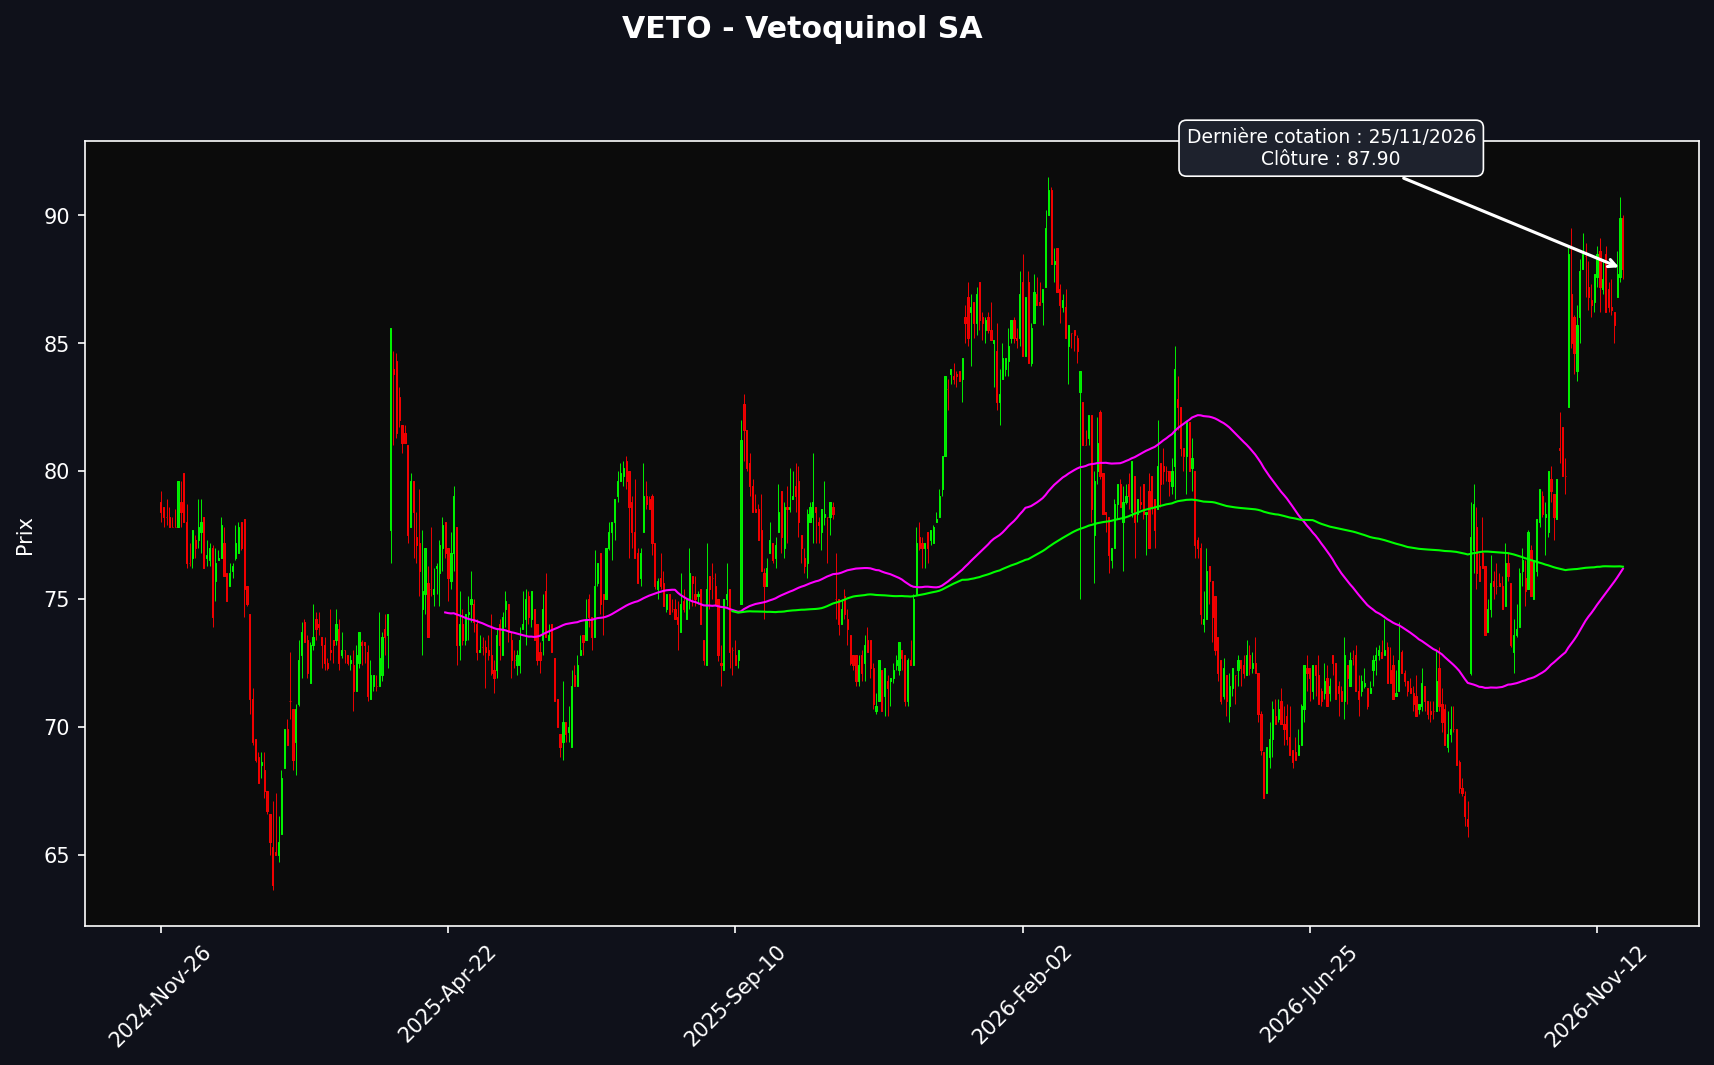 VETO - Vetoquinol SA
Dernière cotation : 25/11/2026
Clôture : 87.90
Prix
90
85
80
75
70
65
2024-Nov-26
2025-Apr-22
2025-Sep-10
2026-Feb-02
2026-Jun-25
2026-Nov-12